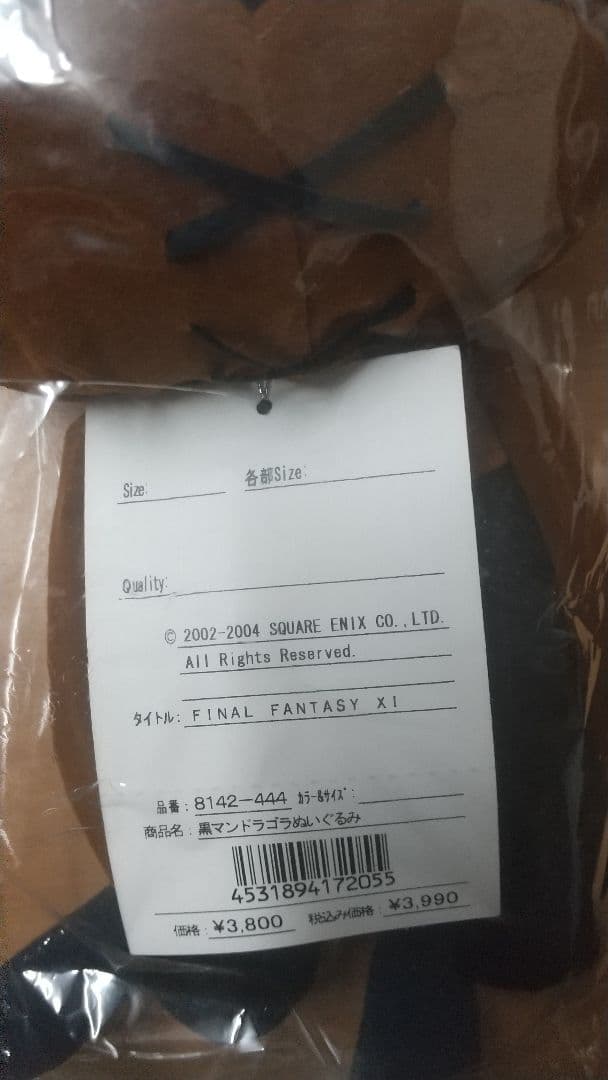 Size:
各部Size:
Quality:
© 2002-2004 SQUARE ENIX CO.,LTD.
All Rights Reserved.
ﾀｲﾄﾙ: FINAL FANTASY XI
品番: 8142-444 ｶﾗｰ&ｻｲｽﾞ:
商品名: 黒マンドラゴラぬいぐるみ
4531894172055
価格: ¥3,800 税込み価格: ¥3,990